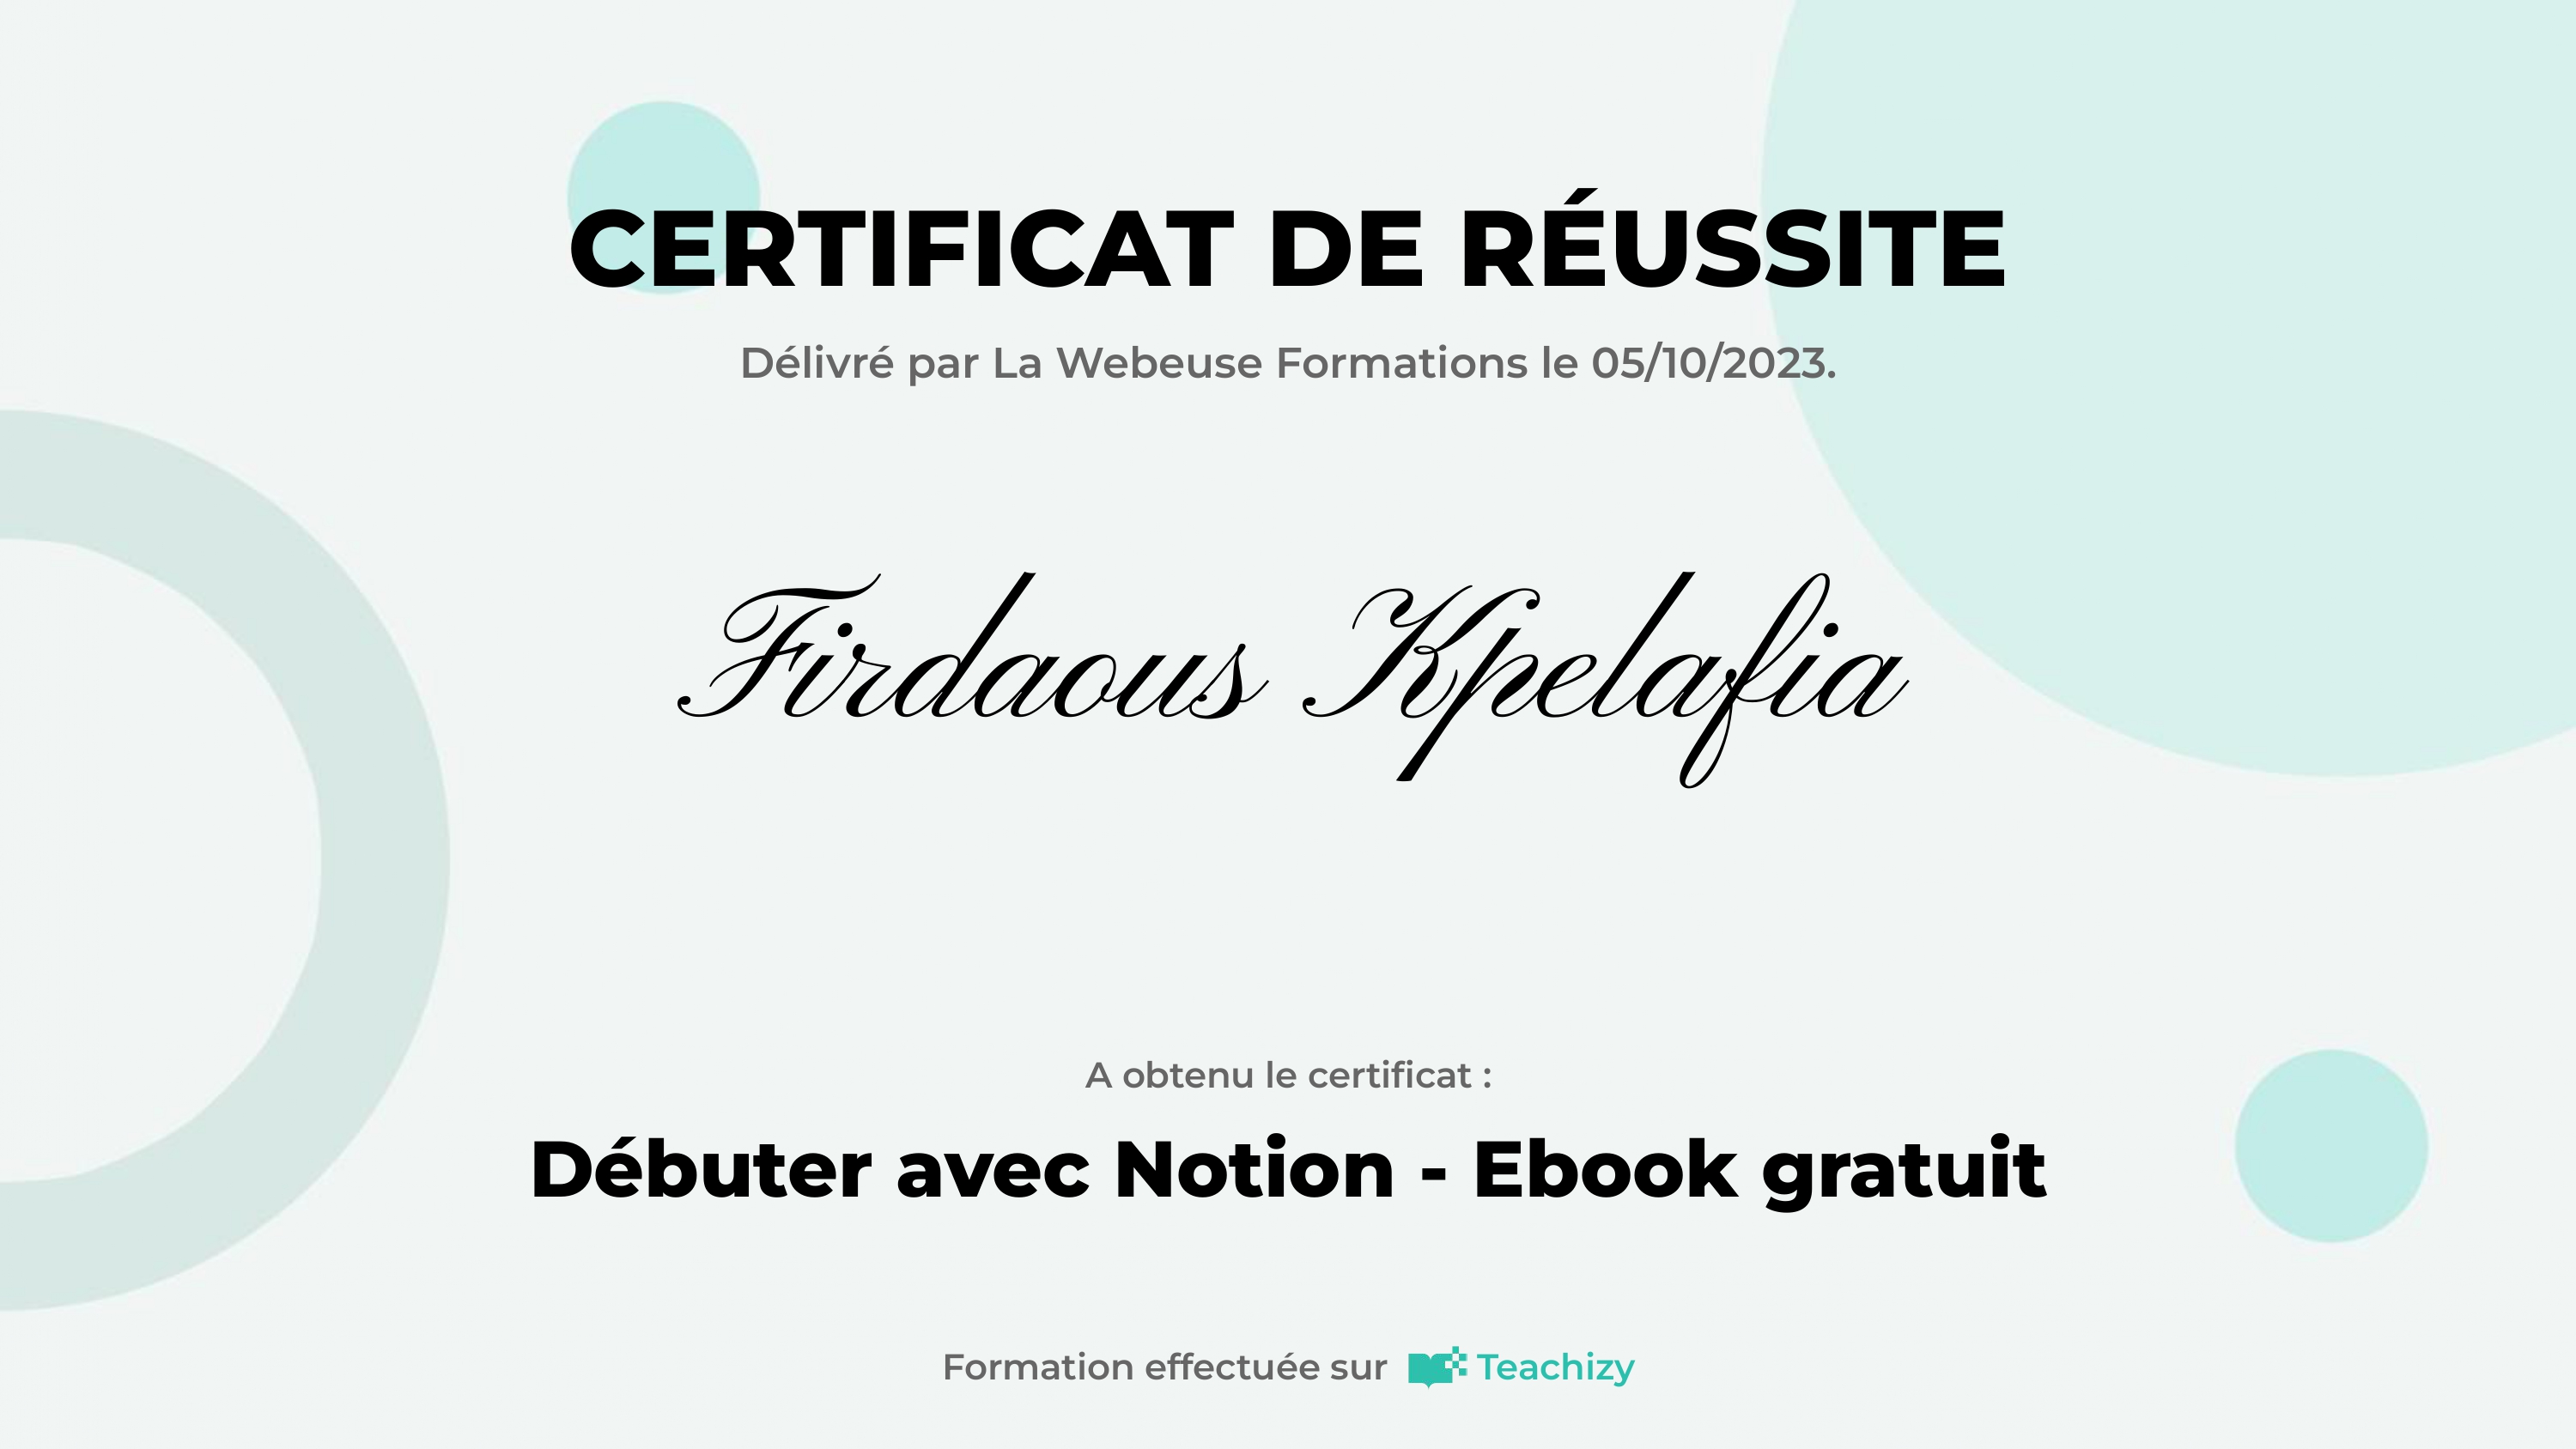 CERTIFICAT DE RÉUSSITE
Délivré par La Webeuse Formations le 05/10/2023.
Firdaous Kpelafia
A obtenu le certificat :
Débuter avec Notion - Ebook gratuit
Formation effectuée sur Teachizy